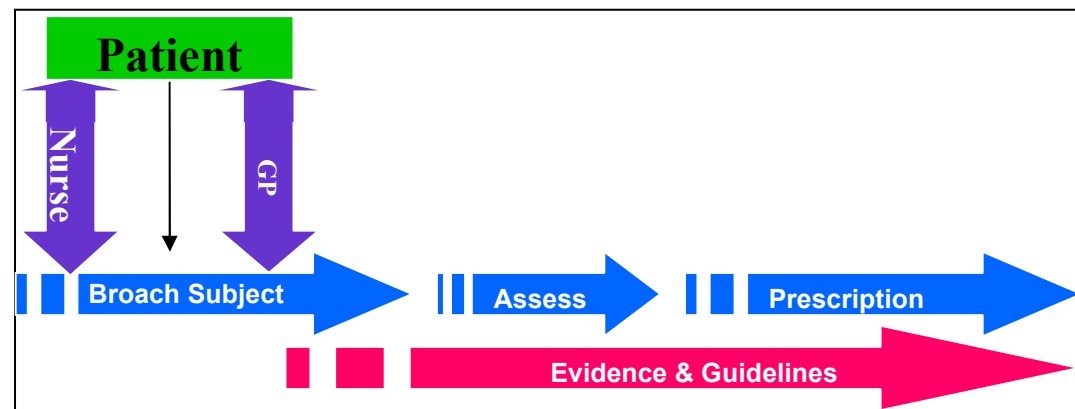 Patient
Nurse
GP
Broach Subject
Assess
Prescription
Evidence & Guidelines